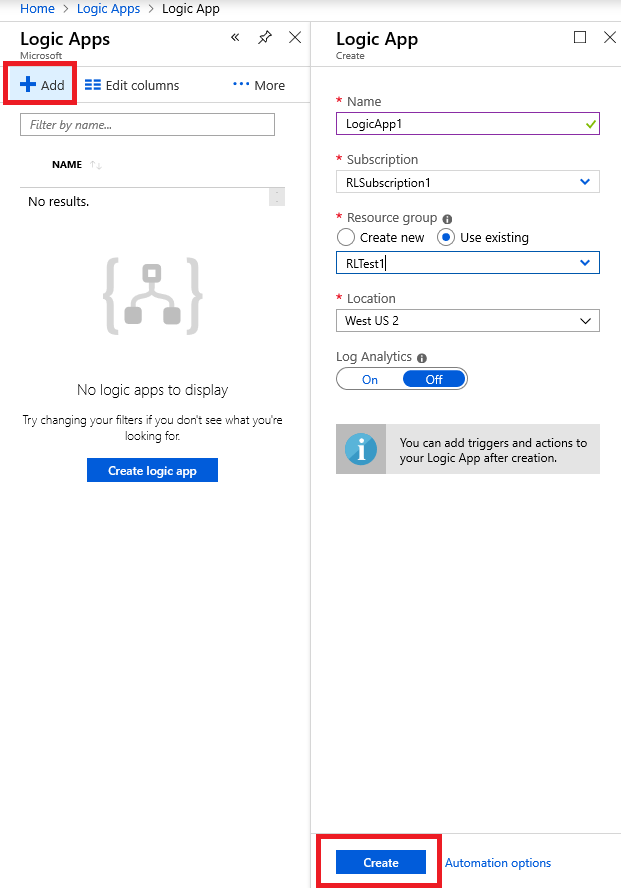 Home > Logic Apps > Logic App
Logic Apps
Microsoft
Add
Edit columns
More
Filter by name...
NAME
No results.
No logic apps to display
Try changing your filters if you don't see what you're
looking for.
Create logic app
Logic App
Create
* Name
LogicApp1
* Subscription
RLSubscription1
* Resource group
Create new Use existing
RLTest1
* Location
West US 2
Log Analytics
On Off
You can add triggers and actions to
your Logic App after creation.
Create Automation options